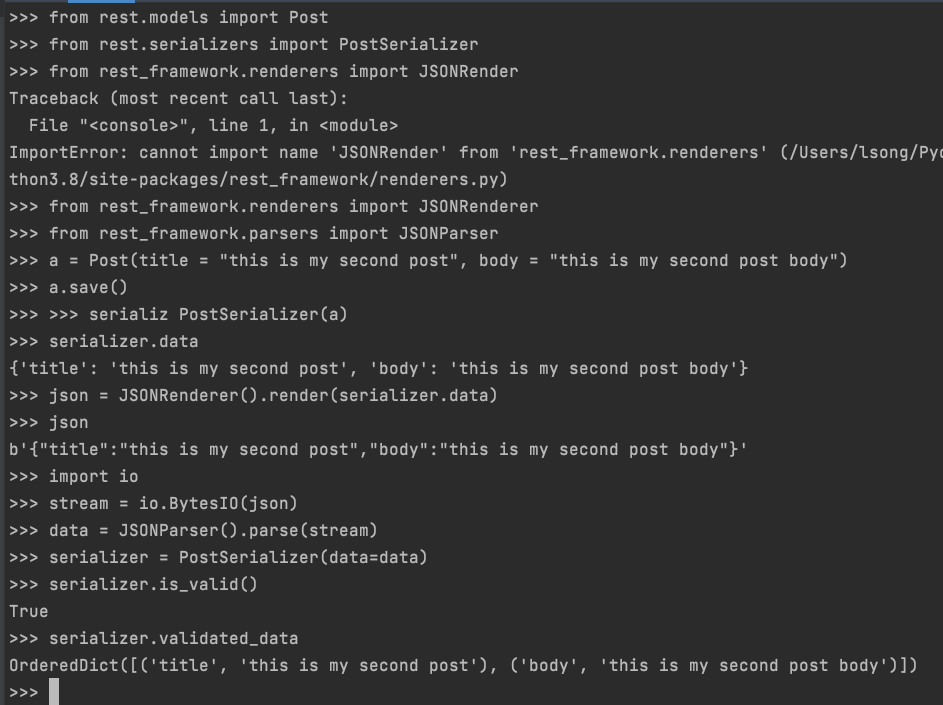 >>> from rest.models import Post
>>> from rest.serializers import PostSerializer
>>> from rest_framework.renderers import JSONRender
Traceback (most recent call last):
  File "<console>", line 1, in <module>
ImportError: cannot import name 'JSONRender' from 'rest_framework.renderers' (/Users/lsong/Pyc
thon3.8/site-packages/rest_framework/renderers.py)
>>> from rest_framework.renderers import JSONRenderer
>>> from rest_framework.parsers import JSONParser
>>> a = Post(title = "this is my second post", body = "this is my second post body")
>>> a.save()
>>> >>> serializ PostSerializer(a)
>>> serializer.data
{'title': 'this is my second post', 'body': 'this is my second post body'}
>>> json = JSONRenderer().render(serializer.data)
>>> json
b'{"title":"this is my second post","body":"this is my second post body"}'
>>> import io
>>> stream = io.BytesIO(json)
>>> data = JSONParser().parse(stream)
>>> serializer = PostSerializer(data=data)
>>> serializer.is_valid()
True
>>> serializer.validated_data
OrderedDict([('title', 'this is my second post'), ('body', 'this is my second post body')])
>>>